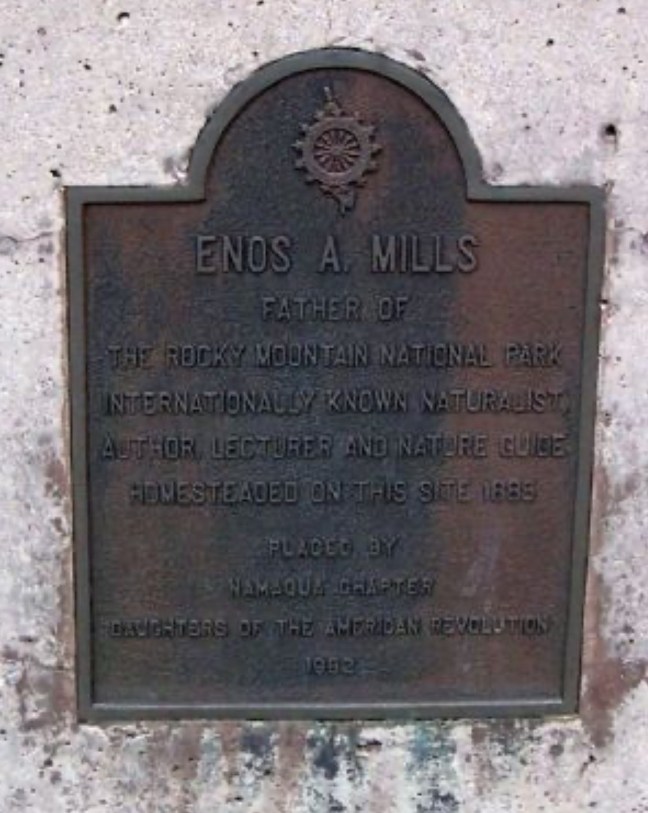 ENOS A. MILLS
FATHER OF
THE ROCKY MOUNTAIN NATIONAL PARK
INTERNATIONALLY KNOWN NATURALIST,
AUTHOR, LECTURER AND NATURE GUIDE
HOMESTEADED ON THIS SITE 1885
PLACED BY
NAMAQUA CHAPTER
DAUGHTERS OF THE AMERICAN REVOLUTION
1952